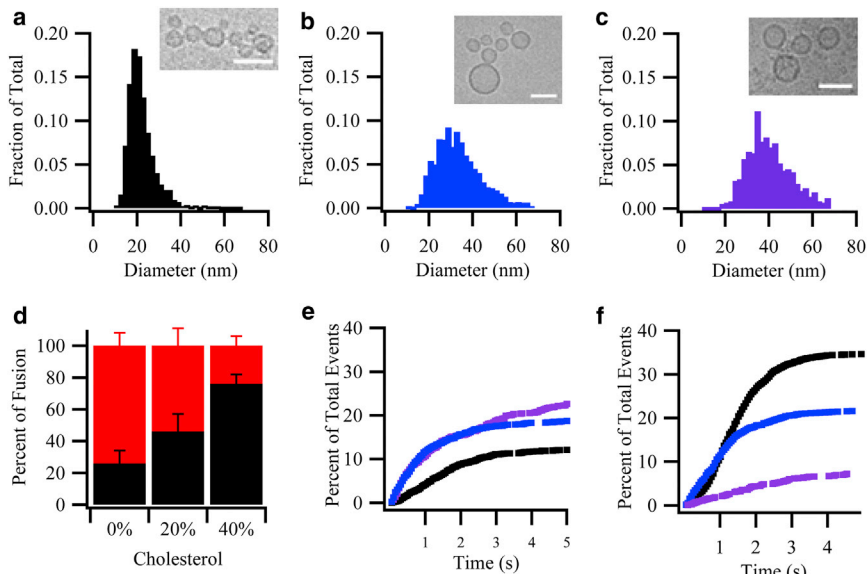 a
0.20
0.15
0.10
0.05
0.00
Fraction of Total
0 20 40 60 80
Diameter (nm)
b
0.20
0.15
0.10
0.05
0.00
Fraction of Total
0 20 40 60 80
Diameter (nm)
c
0.20
0.15
0.10
0.05
0.00
Fraction of Total
0 20 40 60 80
Diameter (nm)
d
100
80
60
40
20
0
Percent of Fusion
0% 20% 40%
Cholesterol
e
40
30
20
10
0
Percent of Total Events
1 2 3 4 5
Time (s)
f
40
30
20
10
0
Percent of Total Events
1 2 3 4
Time (s)